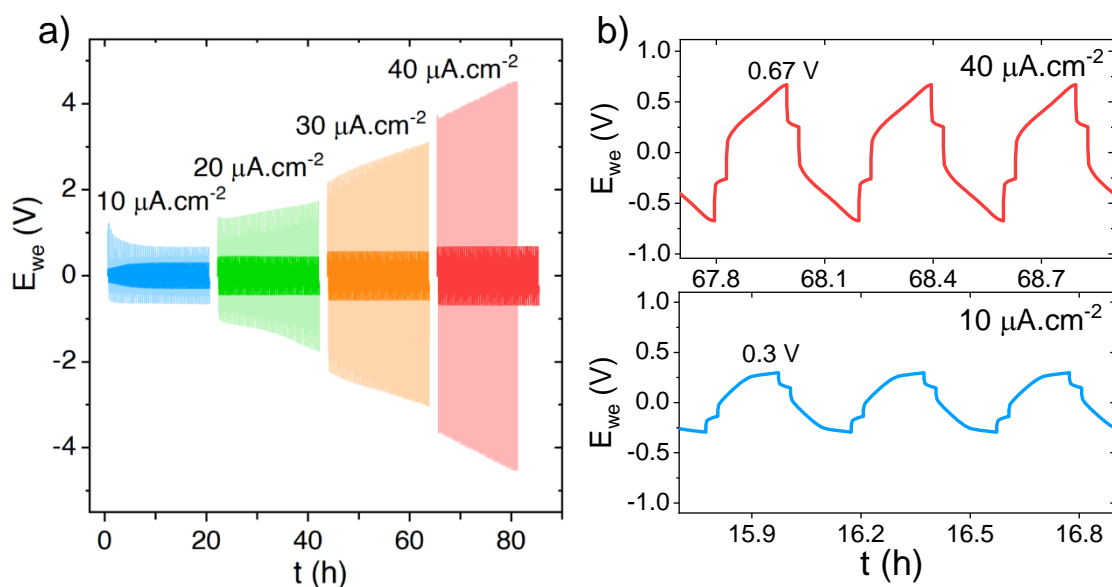 a)
40 μA.cm-2
30 μA.cm-2
20 μA.cm-2
10 μA.cm-2
4
2
0
-2
-4
Ewe (V)
0 20 40 60 80
t (h)
b)
0.67 V
40 μA.cm-2
1.0
0.5
0.0
-0.5
-1.0
Ewe (V)
67.8 68.1 68.4 68.7
10 μA.cm-2
0.3 V
1.0
0.5
0.0
-0.5
-1.0
Ewe (V)
15.9 16.2 16.5 16.8
t (h)